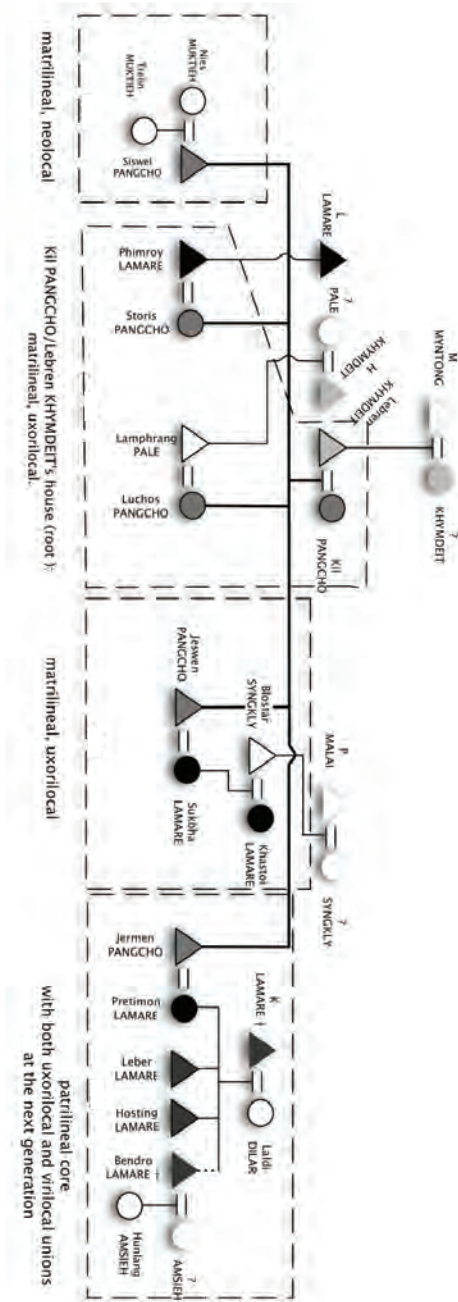 M
MYNTONG
?
KHYMDEIT
L
LAMARE
?
PALE
H
KHYMDEIT
Lebren
KHYMDEIT
Kil
PANGCHO
P
MALAI
?
SYNGKLY
Nies
MUKTIEH
Trelin
MUKTIEH
Siswel
PANGCHO
Phimroy
LAMARE
Storis
PANGCHO
Lamphrang
PALE
Luchos
PANGCHO
Blostar
SYNGKLY
Khastoi
LAMARE
Jeswen
PANGCHO
Sukbha
LAMARE
K
LAMARE †
Laldi
DILAR
Jermen
PANGCHO
Pretimon
LAMARE
Leber
LAMARE
Hosting
LAMARE
Bendro
LAMARE †
?
AMSIEH
Hunlang
AMSIEH
matrilineal, neolocal
Kil PANGCHO/Lebren KHYMDEIT's house (root):
matrilineal, uxorilocal.
matrilineal, uxorilocal
patrilineal core
with both uxorilocal and virilocal unions
at the next generation